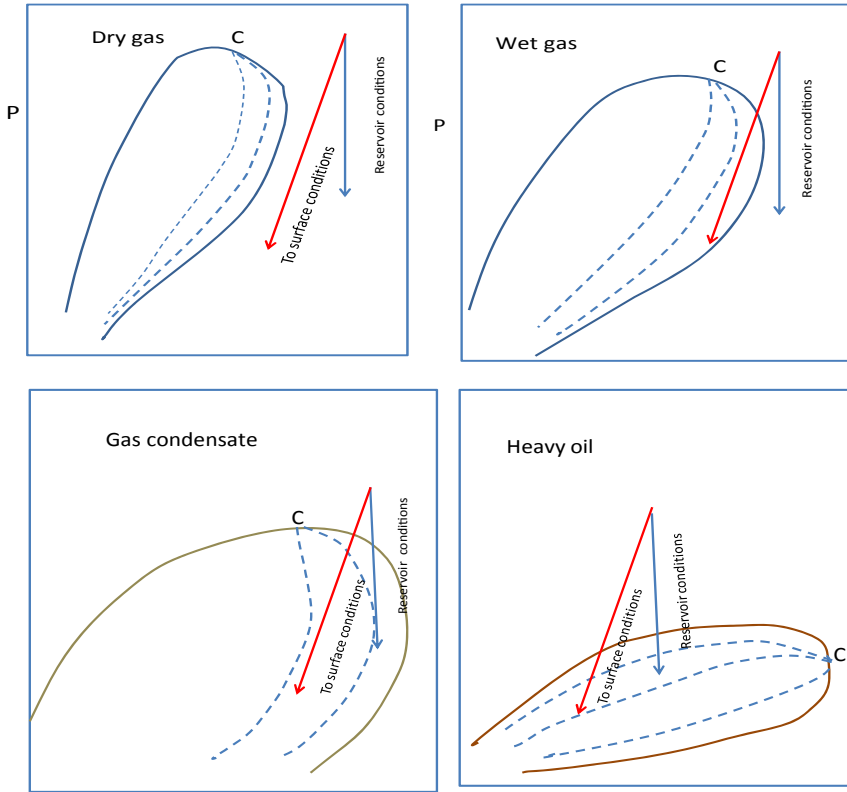 Dry gas
C
P
Reservoir conditions
To surface conditions
Wet gas
C
P
Reservoir conditions
Gas condensate
C
Reservoir conditions
To surface conditions
Heavy oil
Reservoir conditions
To surface conditions
C